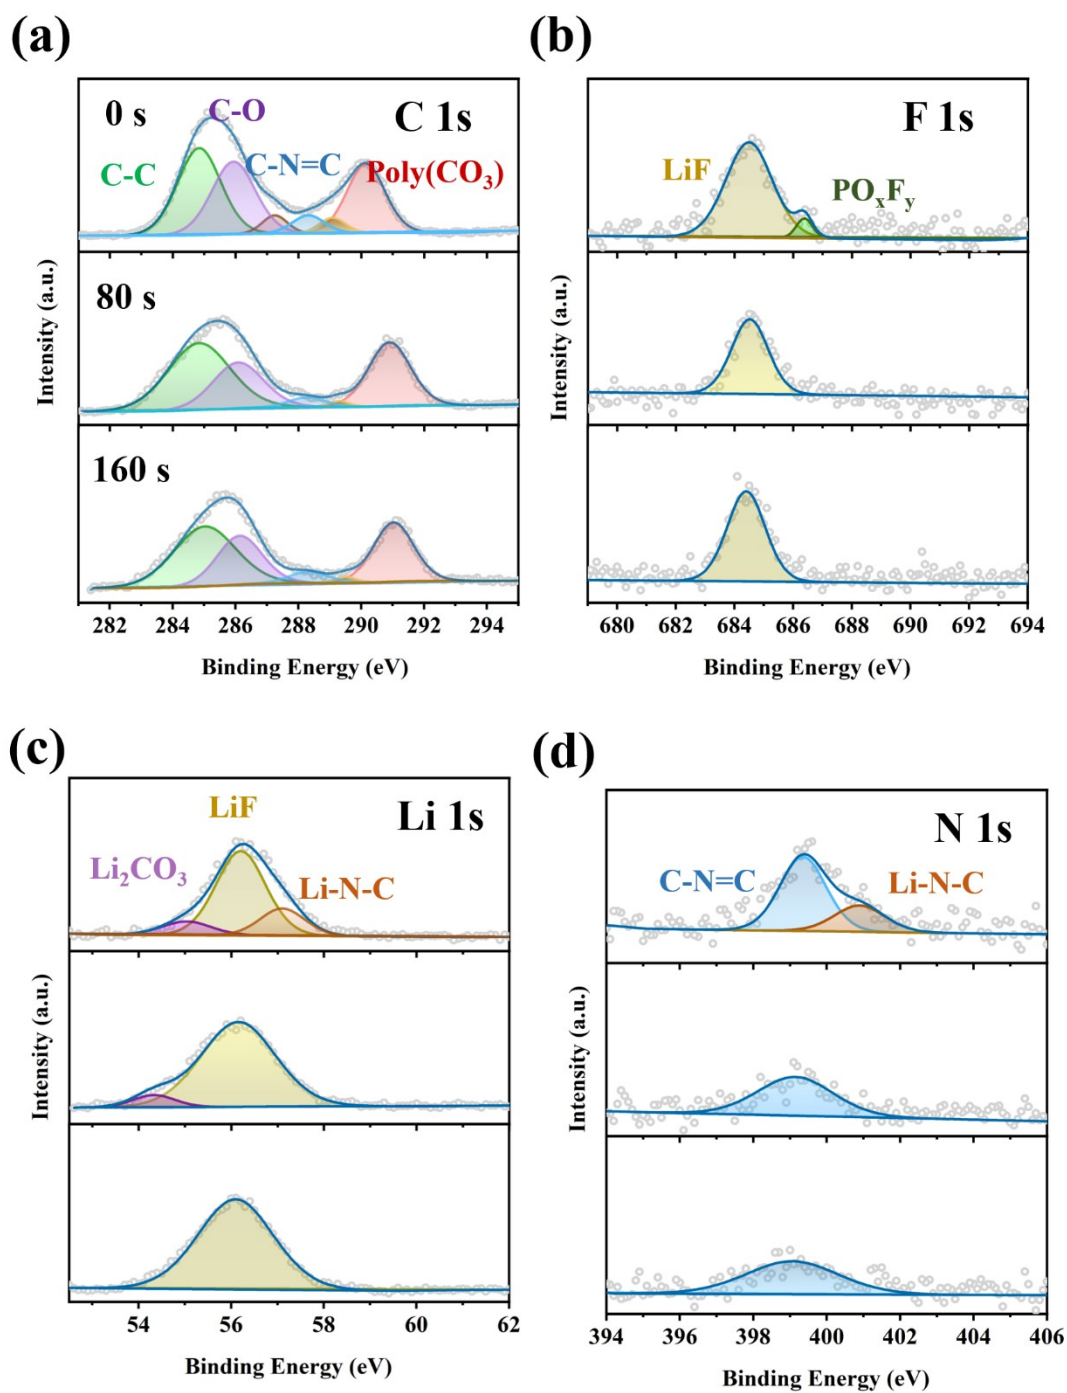 (a)
0 s
C-O
C 1s
C-C
C-N=C
Poly(CO₃)
80 s
160 s
Intensity (a.u.)
282 284 286 288 290 292 294
Binding Energy (eV)
(b)
F 1s
LiF
POₓFᵧ
Intensity (a.u.)
680 682 684 686 688 690 692 694
Binding Energy (eV)
(c)
LiF
Li 1s
Li₂CO₃
Li-N-C
Intensity (a.u.)
54 56 58 60 62
Binding Energy (eV)
(d)
N 1s
C-N=C
Li-N-C
Intensity (a.u.)
394 396 398 400 402 404 406
Binding Energy (eV)